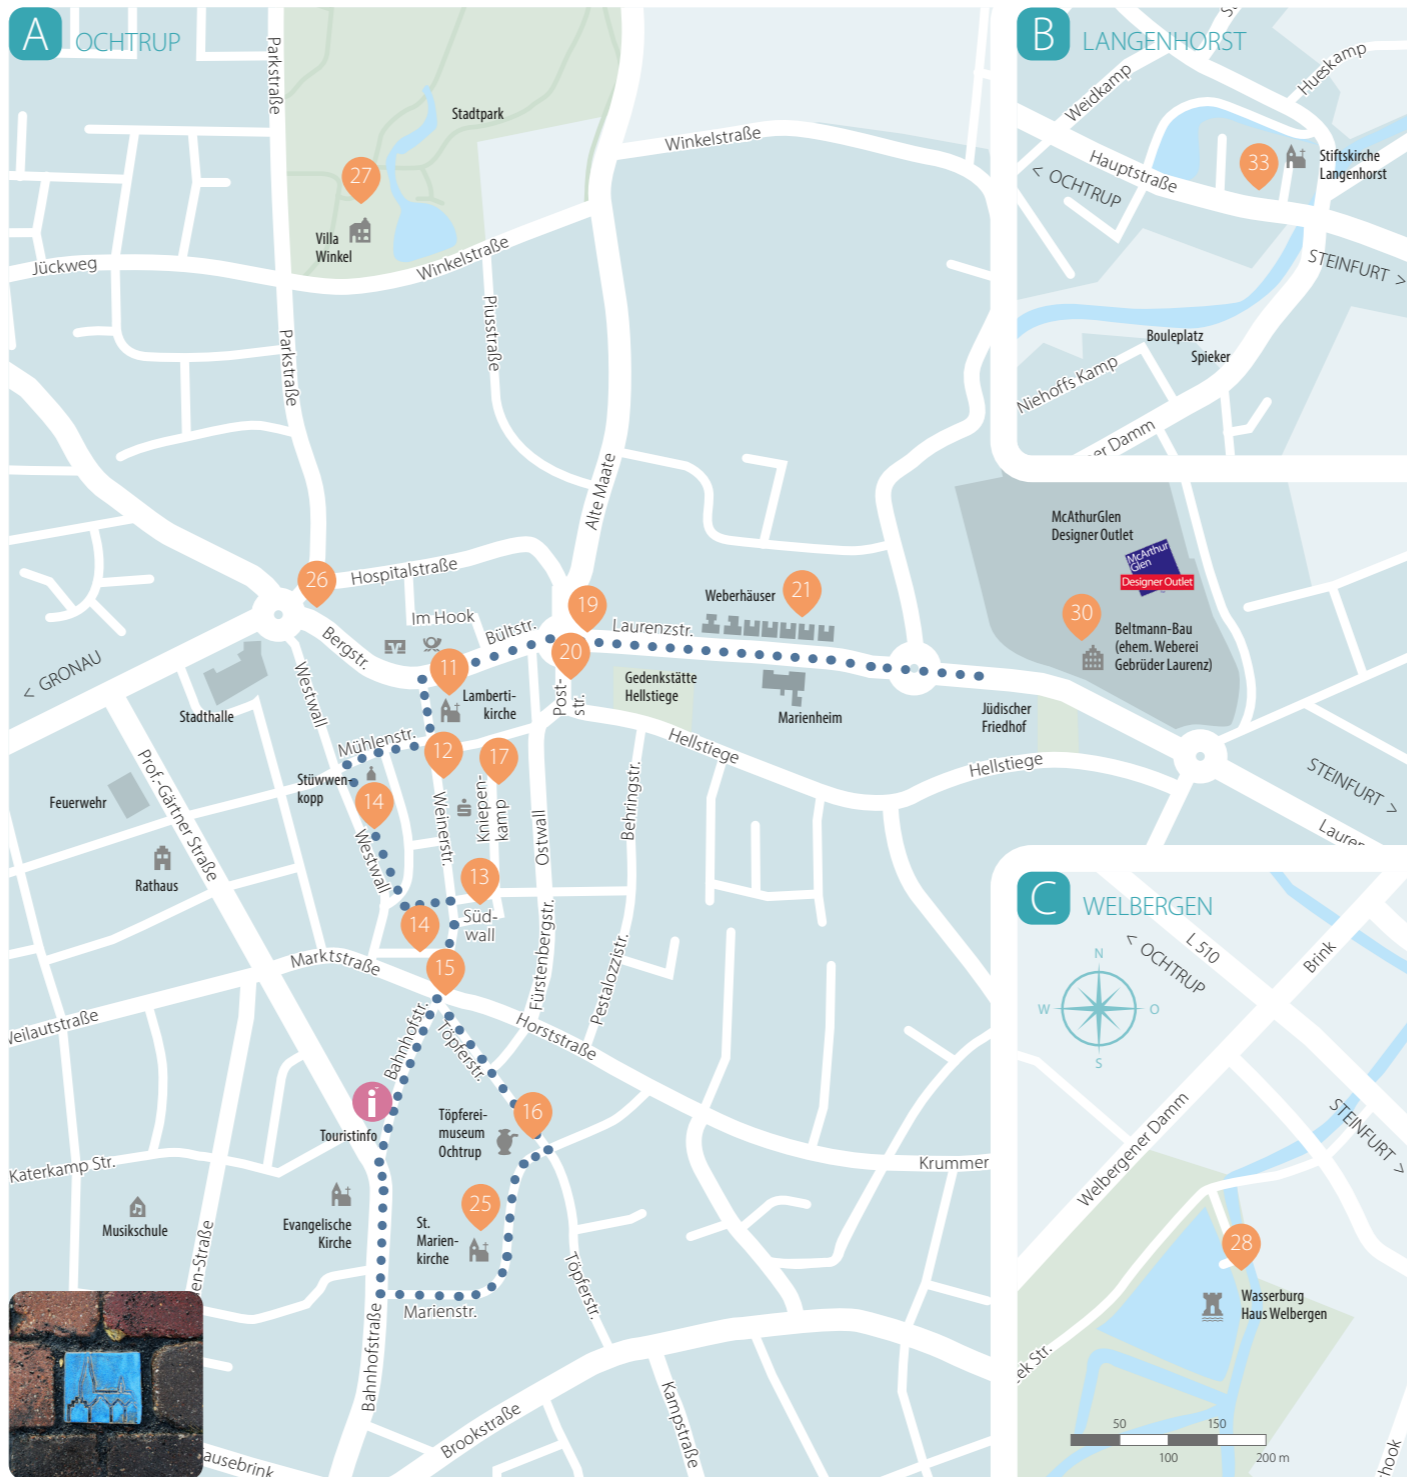 A OCHTRUP
Parkstraße
Stadtpark
Winkelstraße
27
Villa
Winkel
Winkelstraße
Jückweg
Piusstraße
Parkstraße
Alte Maate
26
Hospitalstraße
19
Weberhäuser
21
Im Hook
Bültstr.
Laurenzstr.
Bergstr.
11
20
< GRONAU
Westwall
Lamberti-
kirche
Post-
str.
Gedenkstätte
Hellstiege
Marienheim
Jüdischer
Friedhof
McAthurGlen
Designer Outlet
McArthur
Glen
Designer Outlet
30
Beltmann-Bau
(ehem. Weberei
Gebrüder Laurenz)
Stadthalle
Mühlenstr.
12
17
Hellstiege
Hellstiege
STEINFURT >
Prof.-Gärtner Straße
Stüwwen-
kopp
14
Feuerwehr
Weinerstr.
Kniepen-
kamp
Ostwall
Behringstr.
Westwall
Rathaus
13
Süd-
wall
14
Marktstraße
15
Fürstenbergstr.
Pestalozzistr.
Horststraße
Bahnhofstr.
Töpferstr.
Touristinfo
Töpferei-
museum
Ochtrup
16
Krummer
Katerkamp Str.
Musikschule
Evangelische
Kirche
St.
Marien-
kirche
25
Töpferstr.
Marienstr.
Bahnhofstraße
Brookstraße
Kampstraße
B LANGENHORST
Weidkamp
Hueskamp
Hauptstraße
33
Stiftskirche
Langenhorst
< OCHTRUP
STEINFURT >
Bouleplatz
Spieker
Niehoffs Kamp
er Damm
C WELBERGEN
< OCHTRUP
L 510
Brink
N
W
O
S
Welbergener Damm
STEINFURT >
28
Wasserburg
Haus Welbergen
50
150
100
200 m